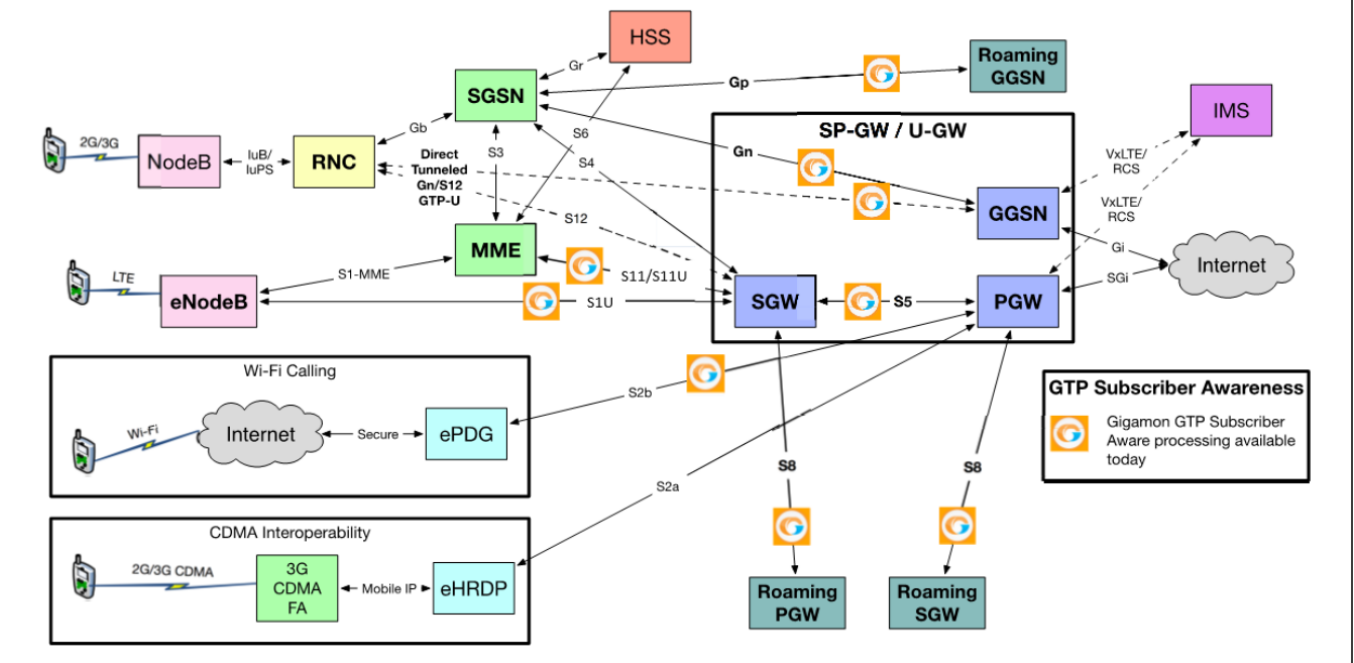 HSS
Roaming
GGSN
Gr
Gp
SGSN
IMS
SP-GW / U-GW
2G/3G
NodeB
IuB/
IuPS
RNC
Gb
Direct
Tunneled
Gn/S12
GTP-U
S3
S6
S4
Gn
VxLTE/
RCS
GGSN
VxLTE/
RCS
S12
MME
Gi
Internet
LTE
S1-MME
S11/S11U
SGi
eNodeB
S1U
SGW
S5
PGW
Wi-Fi Calling
S2b
Wi-Fi
Internet
Secure
ePDG
GTP Subscriber Awareness
Gigamon GTP Subscriber
Aware processing available
today
S8
S8
S2a
CDMA Interoperability
2G/3G CDMA
3G
CDMA
FA
Mobile IP
eHRDP
Roaming
PGW
Roaming
SGW